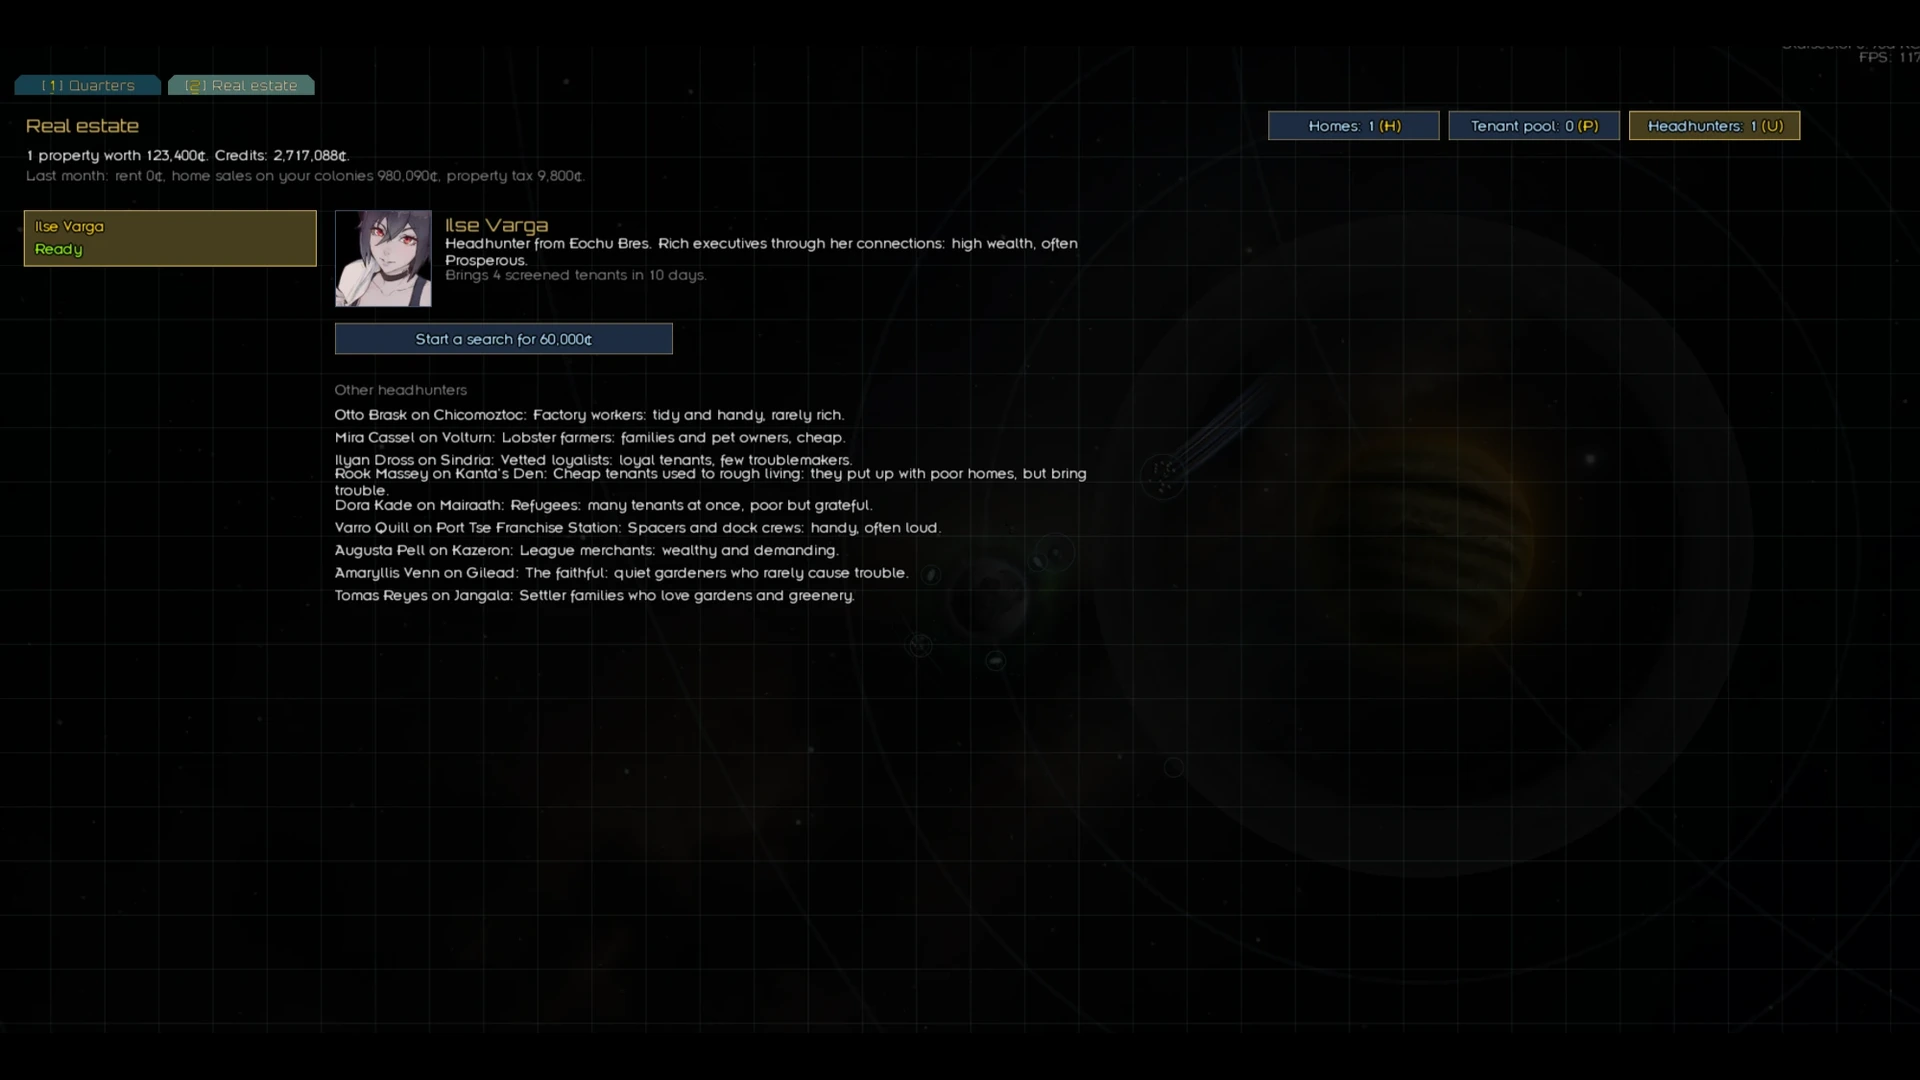 FPS: 117
[1] Quarters
[2] Real estate
Real estate
Homes: 1 (H)
Tenant pool: 0 (P)
Headhunters: 1 (U)
1 property worth 123,400¢. Credits: 2,717,088¢.
Last month: rent 0¢, home sales on your colonies 980,090¢, property tax 9,800¢.
Ilse Varga
Ready
Ilse Varga
Headhunter from Eochu Bres. Rich executives through her connections: high wealth, often
Prosperous.
Brings 4 screened tenants in 10 days.
Start a search for 60,000¢
Other headhunters
Otto Brask on Chicomoztoc: Factory workers: tidy and handy, rarely rich.
Mira Cassel on Volturn: Lobster farmers: families and pet owners, cheap.
Ilyan Dross on Sindria: Vetted loyalists: loyal tenants, few troublemakers.
Rook Massey on Kanta's Den: Cheap tenants used to rough living: they put up with poor homes, but bring
trouble.
Dora Kade on Mairaath: Refugees: many tenants at once, poor but grateful.
Varro Quill on Port Tse Franchise Station: Spacers and dock crews: handy, often loud.
Augusta Pell on Kazeron: League merchants: wealthy and demanding.
Amaryllis Venn on Gilead: The faithful: quiet gardeners who rarely cause trouble.
Tomas Reyes on Jangala: Settler families who love gardens and greenery.